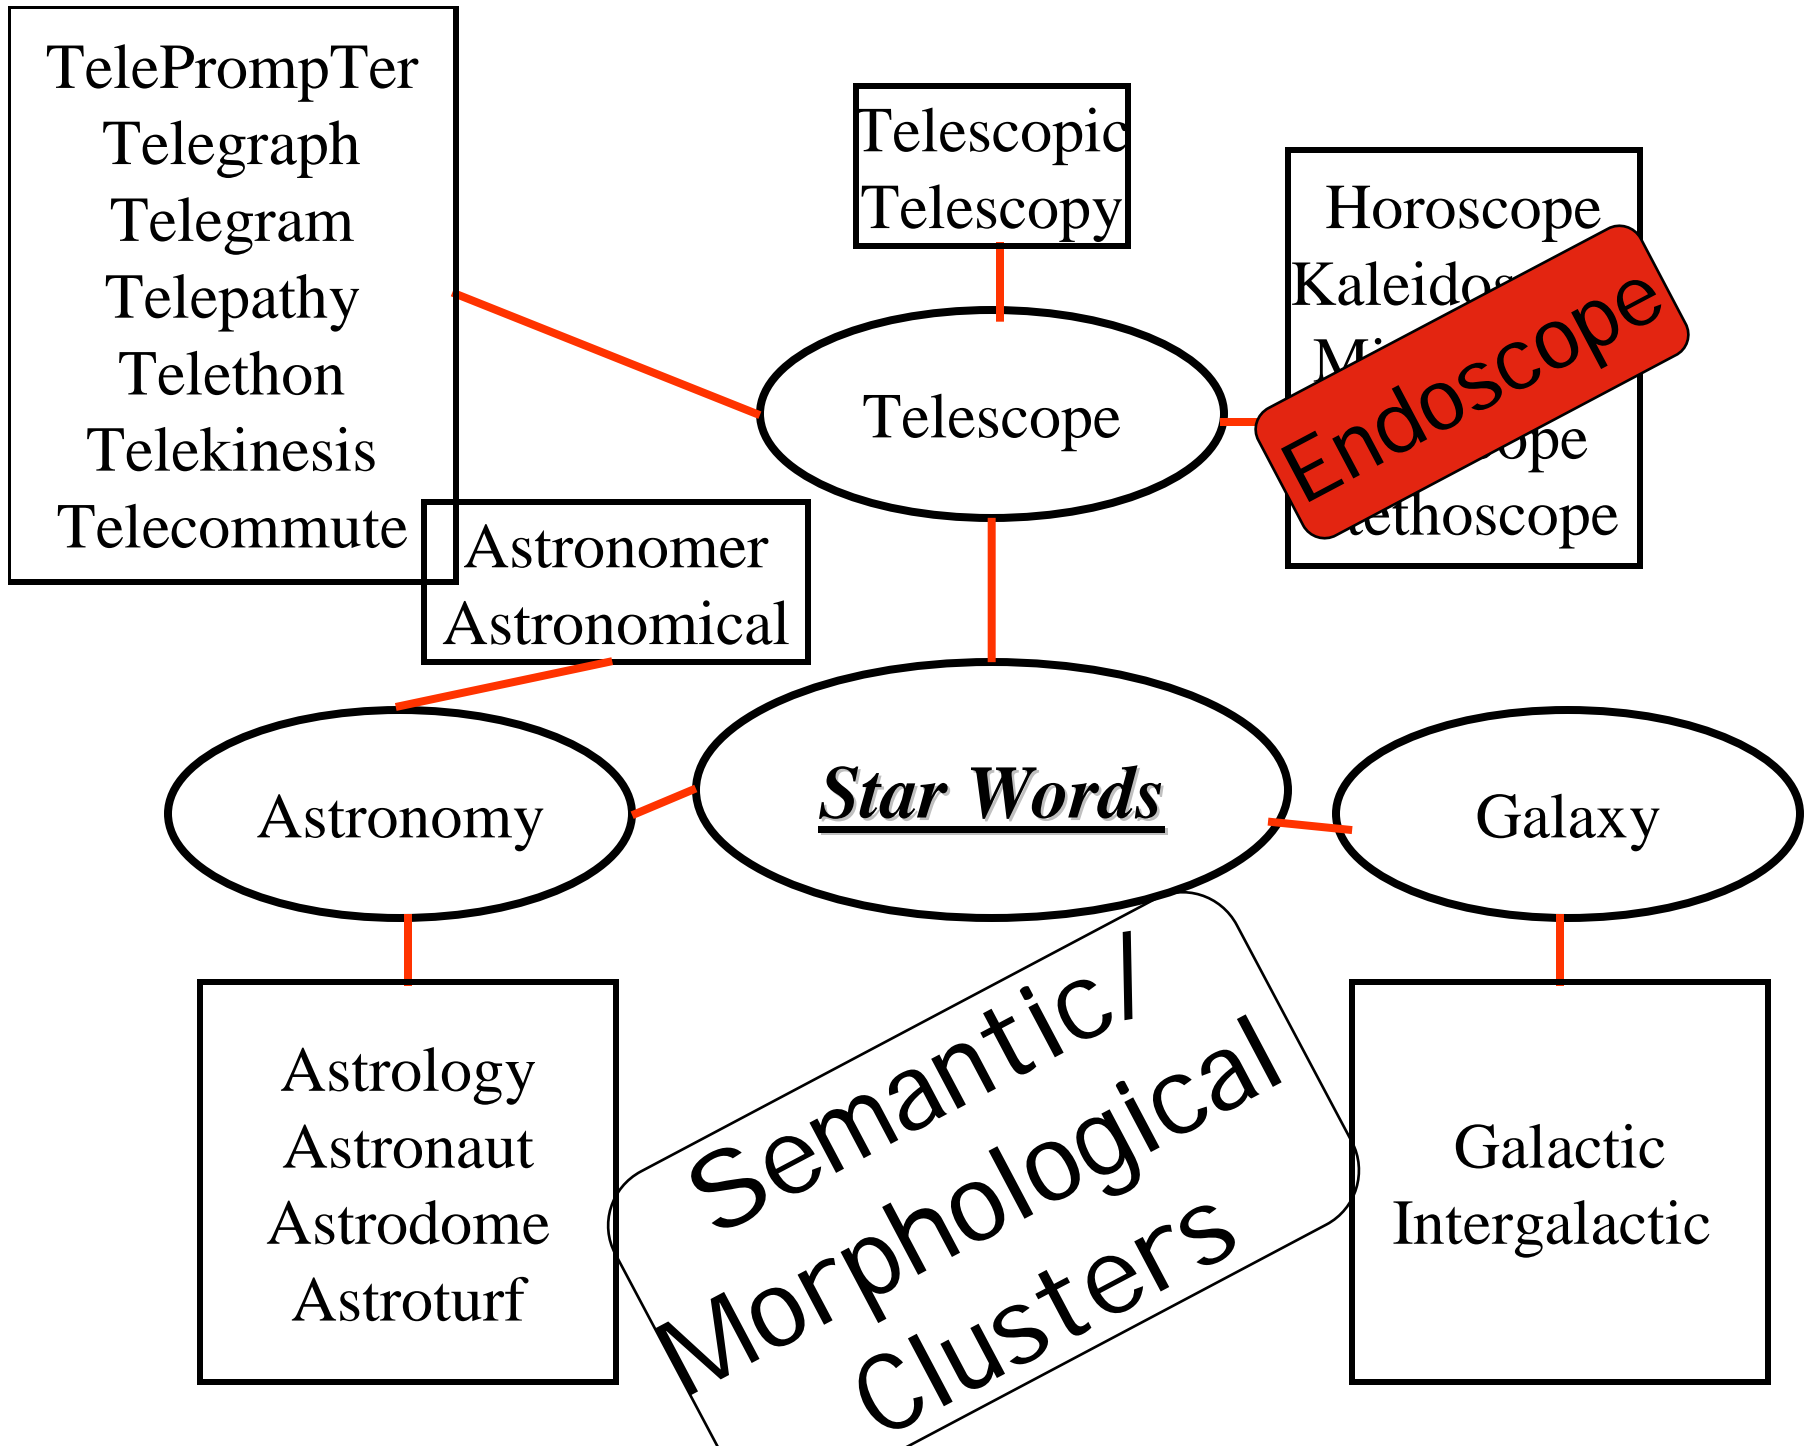 TelePrompTer
Telegraph
Telegram
Telepathy
Telethon
Telekinesis
Telecommute
Telescopic
Telescopy
Horoscope
Endoscope
Telescope
Astronomer
Astronomical
Astronomy
Star Words
Galaxy
Astrology
Astronaut
Astrodome
Astroturf
Semantic/
Morphological
Clusters
Galactic
Intergalactic